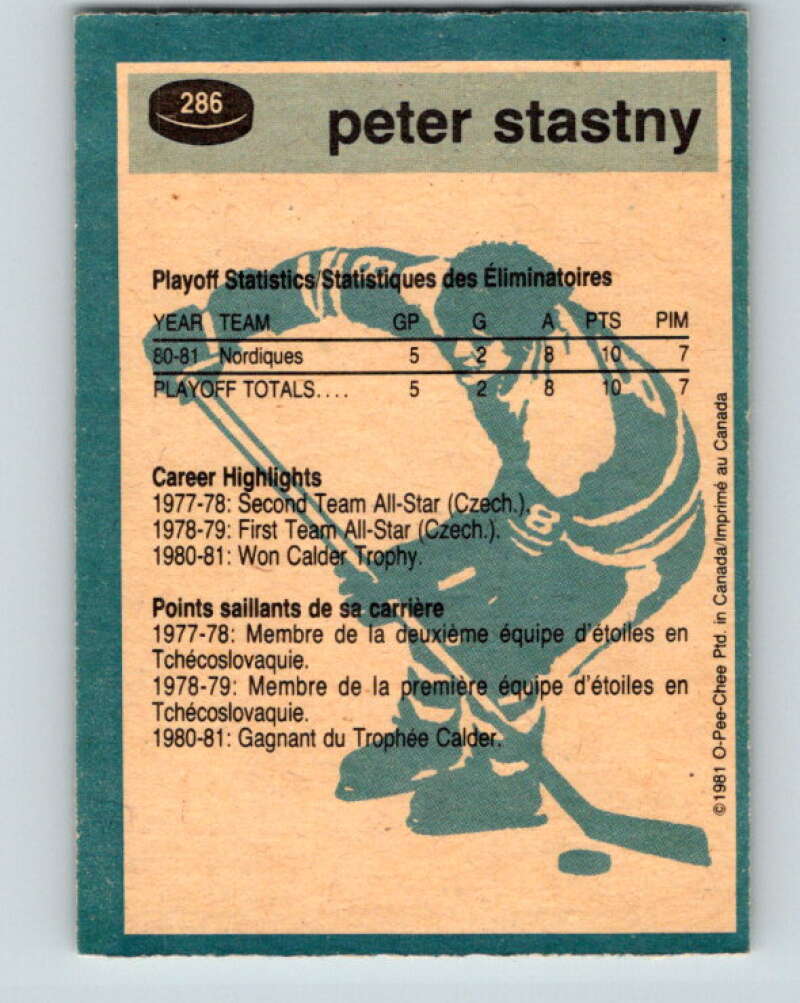 286
peter stastny
Playoff Statistics/Statistiques des Éliminatoires
YEAR TEAM GP G A PTS PIM
80-81 Nordiques 5 2 8 10 7
PLAYOFF TOTALS.... 5 2 8 10 7
Career Highlights
1977-78: Second Team All-Star (Czech.).
1978-79: First Team All-Star (Czech.).
1980-81: Won Calder Trophy.
Points saillants de sa carrière
1977-78: Membre de la deuxième équipe d'étoiles en
Tchécoslovaquie.
1978-79: Membre de la première équipe d'étoiles en
Tchécoslovaquie.
1980-81: Gagnant du Trophée Calder.
8
8
©1981 O-Pee-Chee Ptd. in Canada/Imprimé au Canada